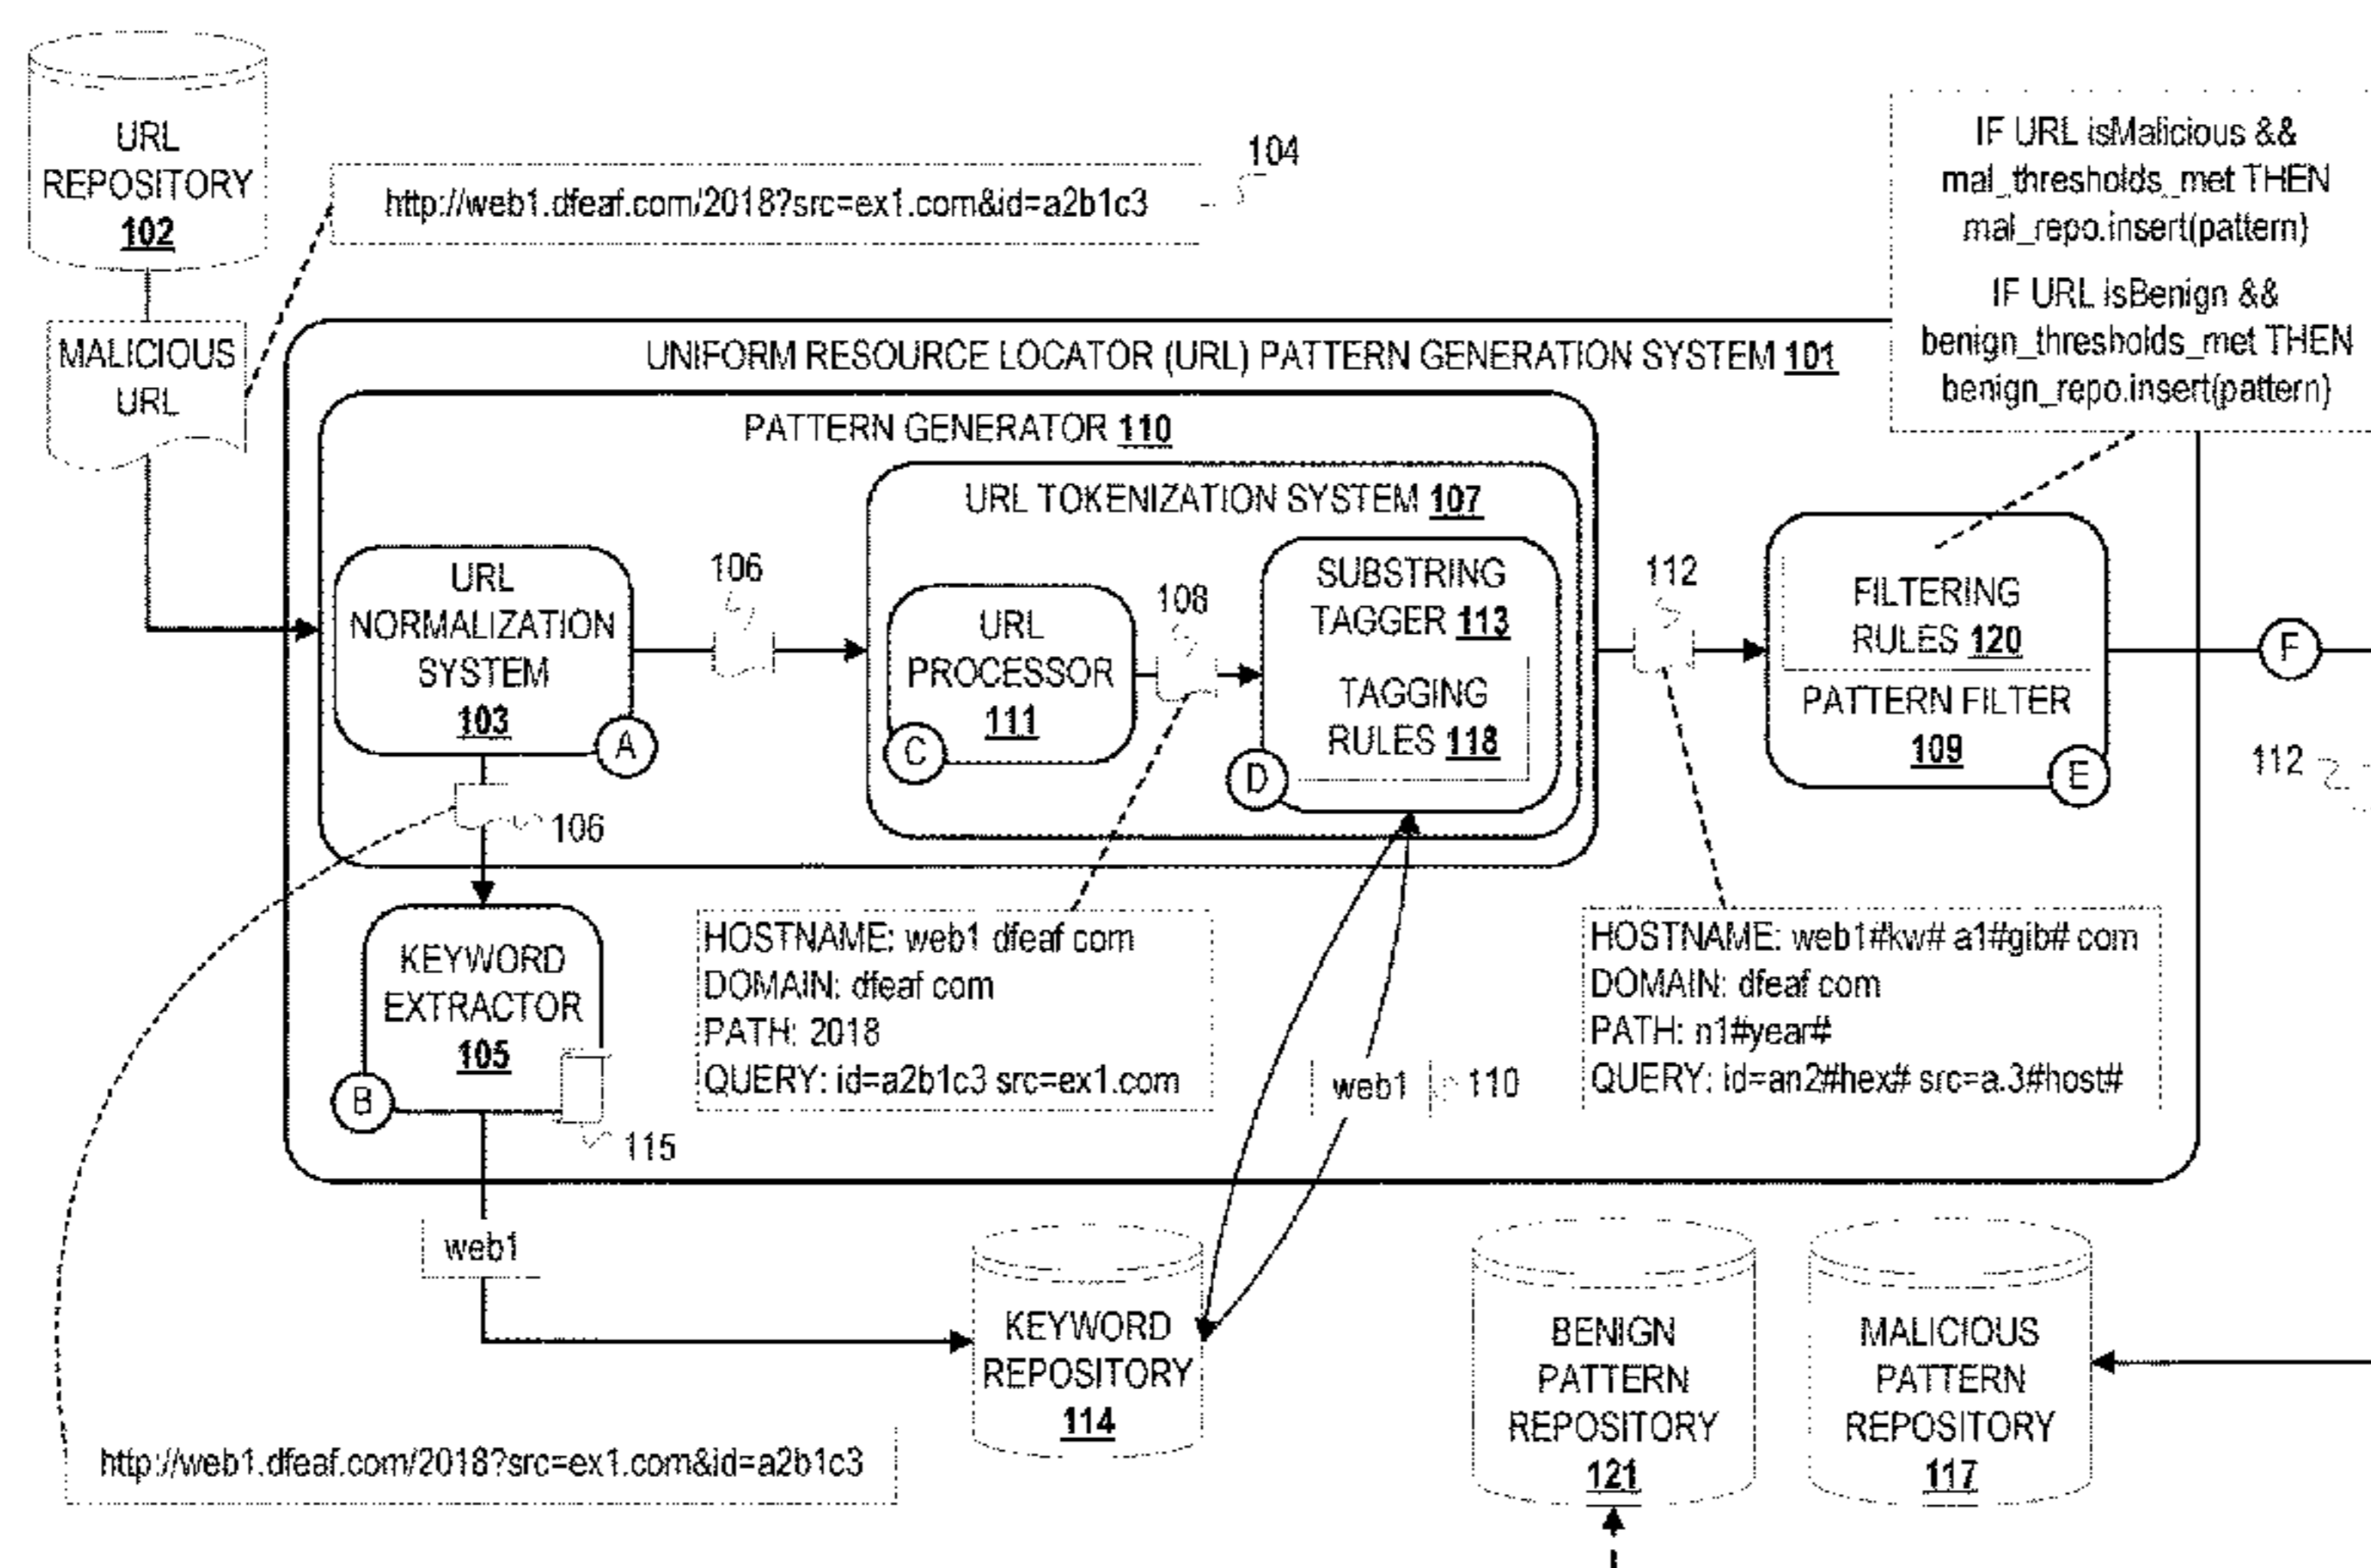 URL
REPOSITORY
102
http://web1.dfeaf.com/2018?src=ex1.com&id=a2b1c3
104
IF URL isMalicious &&
mal_thresholds_met THEN
mal_repo.insert(pattern)
IF URL isBenign &&
benign_thresholds_met THEN
benign_repo.insert(pattern)
MALICIOUS
URL
UNIFORM RESOURCE LOCATOR (URL) PATTERN GENERATION SYSTEM 101
PATTERN GENERATOR 110
URL TOKENIZATION SYSTEM 107
URL
NORMALIZATION
SYSTEM
103
A
106
URL
PROCESSOR
111
C
108
SUBSTRING
TAGGER 113
TAGGING
RULES 118
D
112
FILTERING
RULES 120
PATTERN FILTER
109
E
F
112
106
KEYWORD
EXTRACTOR
105
B
115
HOSTNAME: web1 dfeaf com
DOMAIN: dfeaf com
PATH: 2018
QUERY: id=a2b1c3 src=ex1.com
web1
110
HOSTNAME: web1#kw# a1#gib# com
DOMAIN: dfeaf com
PATH: n1#year#
QUERY: id=an2#hex# src=a.3#host#
web1
KEYWORD
REPOSITORY
114
BENIGN
PATTERN
REPOSITORY
121
MALICIOUS
PATTERN
REPOSITORY
117
http://web1.dfeaf.com/2018?src=ex1.com&id=a2b1c3